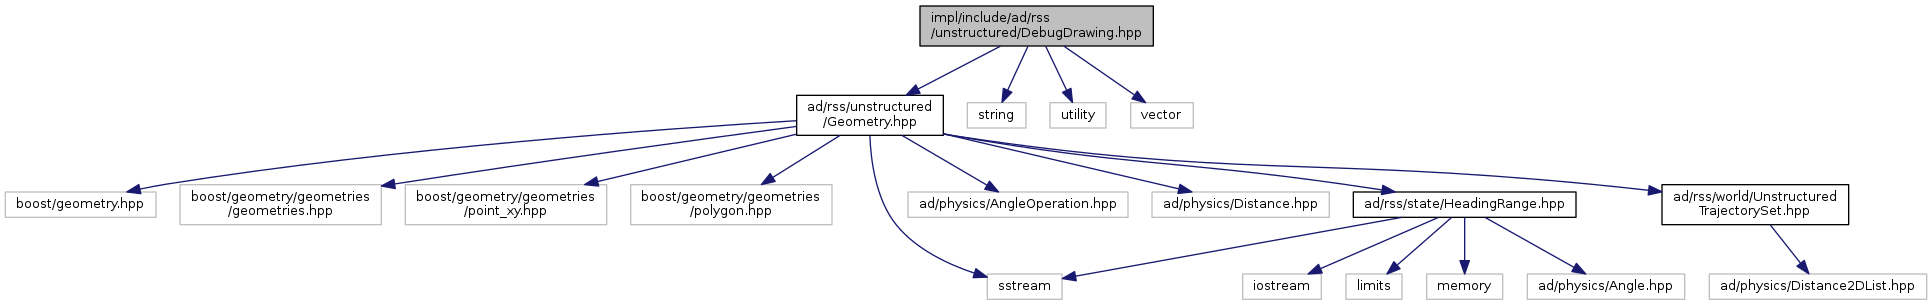 impl/include/ad/rss
/unstructured/DebugDrawing.hpp
ad/rss/unstructured
/Geometry.hpp
string
utility
vector
boost/geometry.hpp
boost/geometry/geometries
/geometries.hpp
boost/geometry/geometries
/point_xy.hpp
boost/geometry/geometries
/polygon.hpp
ad/physics/AngleOperation.hpp
ad/physics/Distance.hpp
ad/rss/state/HeadingRange.hpp
ad/rss/world/Unstructured
TrajectorySet.hpp
sstream
iostream
limits
memory
ad/physics/Angle.hpp
ad/physics/Distance2DList.hpp